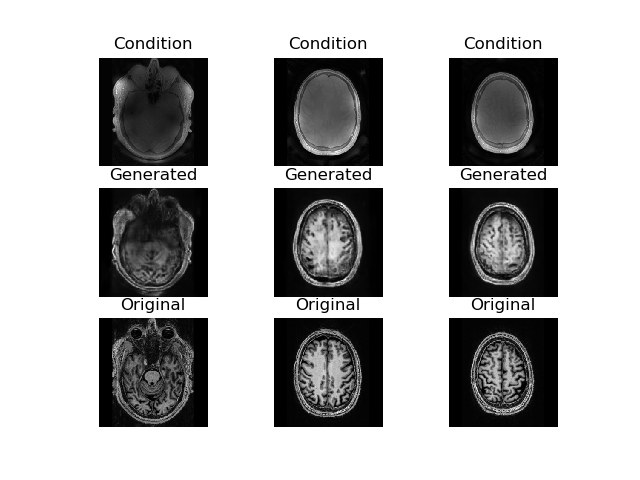 Condition Condition Condition
Generated Generated Generated
Original Original Original